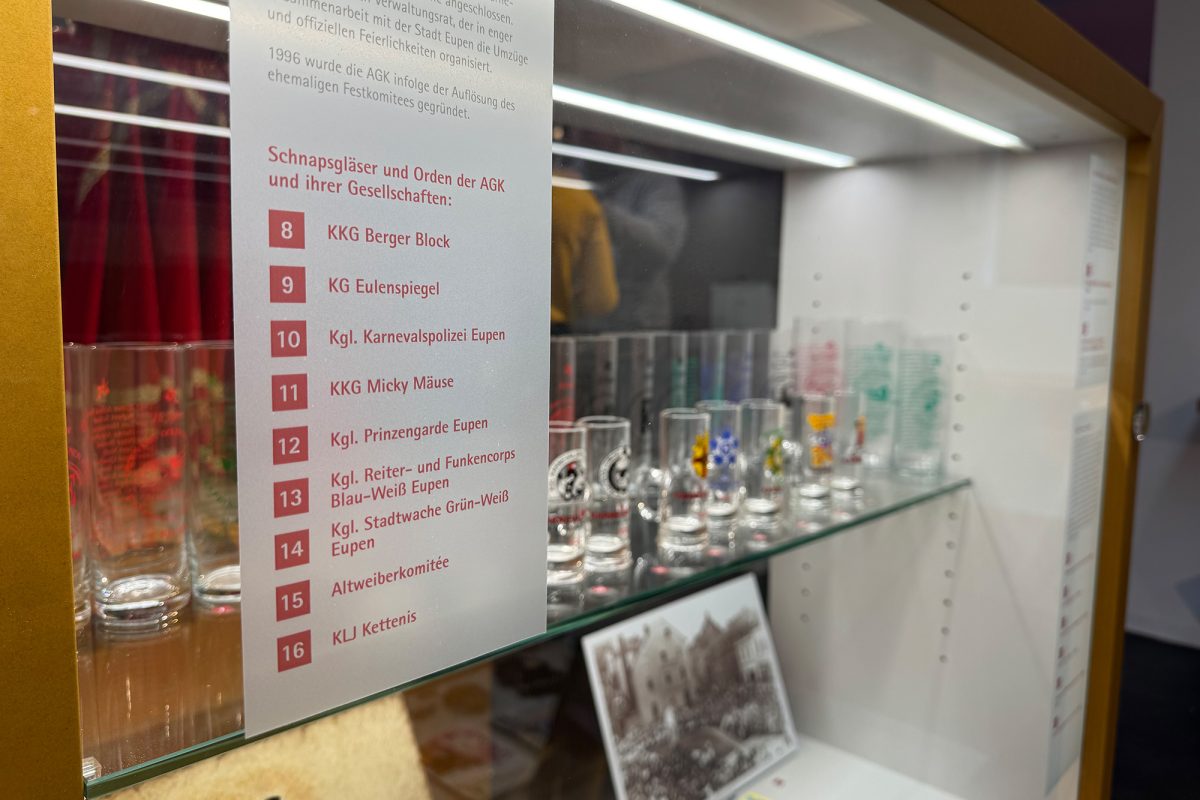 angeschlossen.
Verwaltungsrat, der in enger
mit der Stadt Eupen die Umzüge
und offiziellen Feierlichkeiten organisiert.
1996 wurde die AGK infolge der Auflösung des
ehemaligen Festkomitees gegründet.
Schnapsgläser und Orden der AGK
und ihrer Gesellschaften:
8 KKG Berger Block
9 KG Eulenspiegel
10 Kgl. Karnevalspolizei Eupen
11 KKG Micky Mäuse
12 Kgl. Prinzengarde Eupen
13 Kgl. Reiter- und Funkencorps
Blau-Weiß Eupen
14 Kgl. Stadtwache Grün-Weiß
Eupen
15 Altweiberkomitée
16 KLJ Kettenis